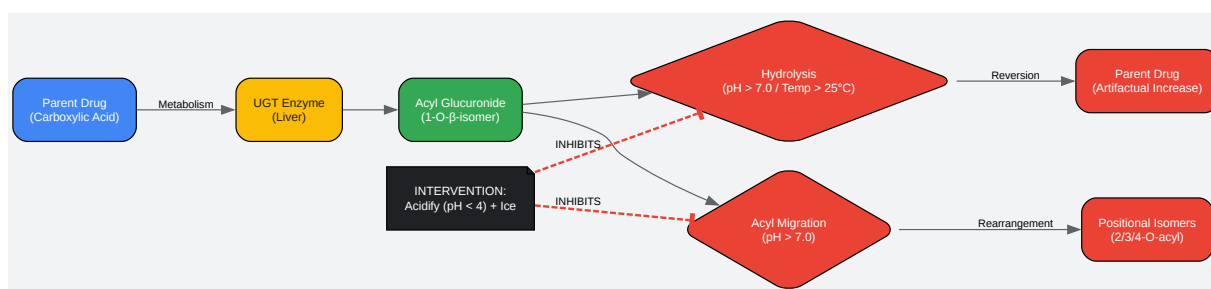 Parent Drug
(Carboxylic Acid)
Metabolism
UGT Enzyme
(Liver)
Acyl Glucuronide
(1-O-β-isomer)
Hydrolysis
(pH > 7.0 / Temp > 25°C)
Reversion
Parent Drug
(Artifactual Increase)
INTERVENTION:
Acidify (pH < 4) + Ice
INHIBITS
INHIBITS
Acyl Migration
(pH > 7.0)
Rearrangement
Positional Isomers
(2/3/4-O-acyl)